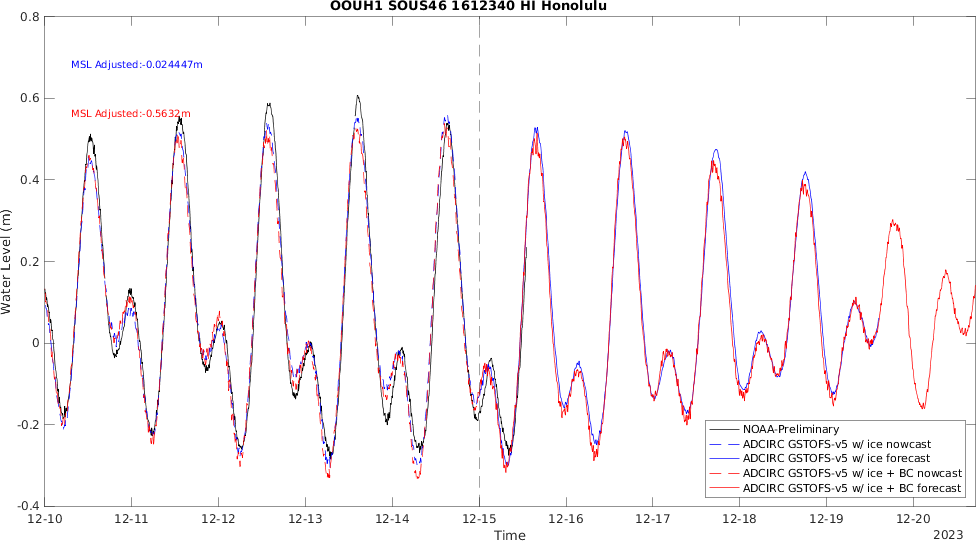 OOUH1 SOUS46 1612340 HI Honolulu
0.8
MSL Adjusted:-0.024447m
0.6
MSL Adjusted:-0.5632m
0.4
0.2
Water Level (m)
0
-0.2
NOAA-Preliminary
ADCIRC GSTOFS-v5 w/ ice nowcast
ADCIRC GSTOFS-v5 w/ ice forecast
ADCIRC GSTOFS-v5 w/ ice + BC nowcast
ADCIRC GSTOFS-v5 w/ ice + BC forecast
-0.4
12-10 12-11 12-12 12-13 12-14 12-15 12-16 12-17 12-18 12-19 12-20
Time
2023